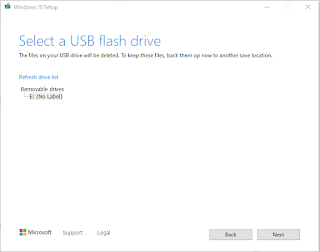 Windows 10 Setup
Select a USB flash drive
The files on your USB drive will be deleted. To keep these files, back them up now to another save location.
Refresh drive list
Removable drives
E: (No Label)
Microsoft Support Legal Back Next